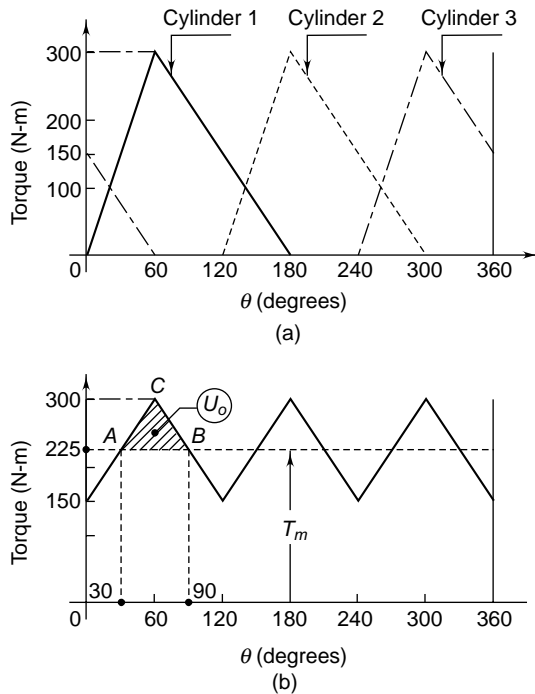 Cylinder 1 Cylinder 2 Cylinder 3
300
200
150
100
Torque (N-m)
0 60 120 180 240 300 360
θ (degrees)
(a)
300
225
150
Torque (N-m)
C
A B
U_o
T_m
30 90
0 60 120 180 240 300 360
θ (degrees)
(b)